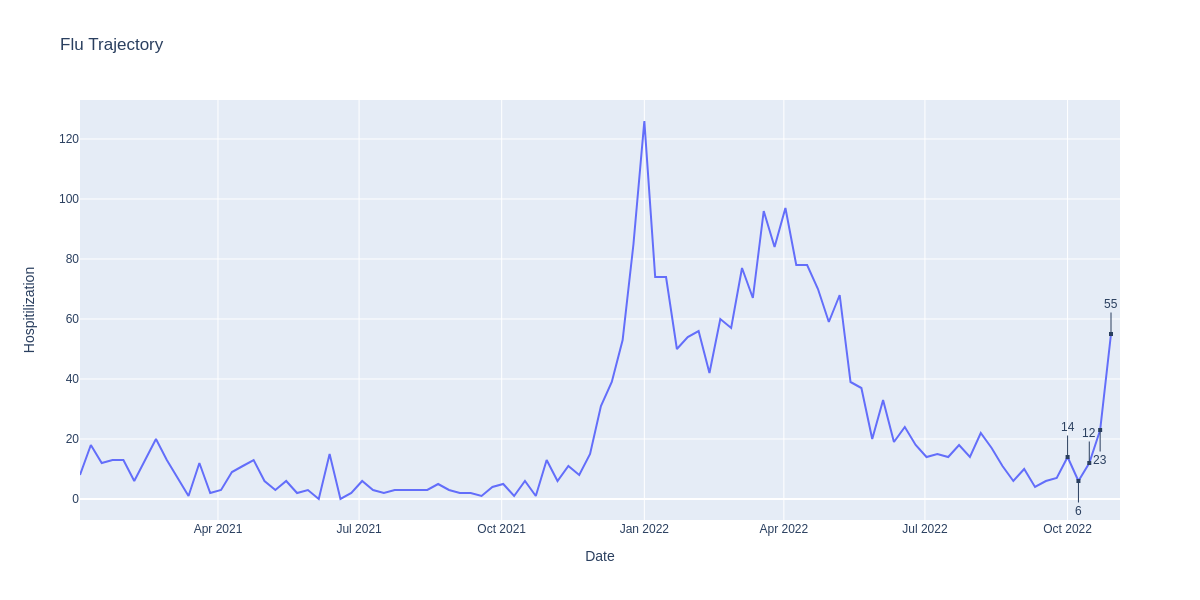 Flu Trajectory
Hospitilization
120
100
80
60
40
20
0
55
14
12
23
6
Apr 2021
Jul 2021
Oct 2021
Jan 2022
Apr 2022
Jul 2022
Oct 2022
Date